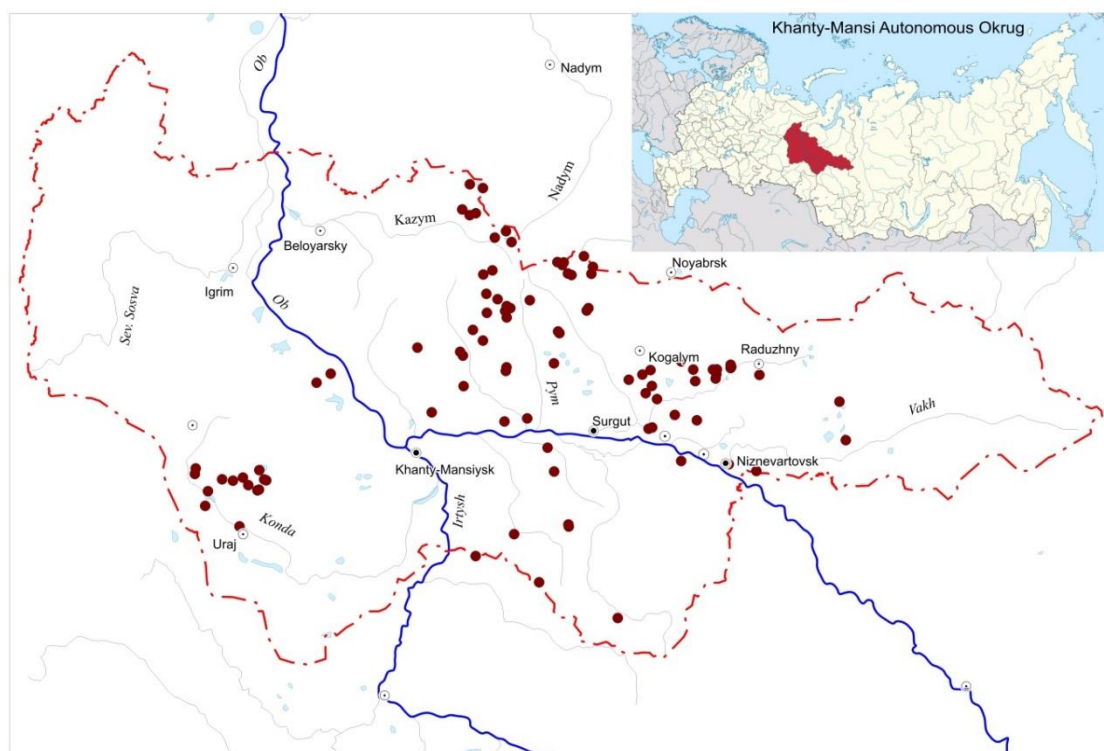 Khanty-Mansi Autonomous Okrug
Ob
Nadym
Nadym
Kazym
Beloyarsky
Noyabrsk
Igrim
Ob
Sev. Sosva
Kogalym
Raduzhny
Pym
Vakh
Surgut
Khanty-Mansiysk
Niznevartovsk
Irtysh
Konda
Uraj